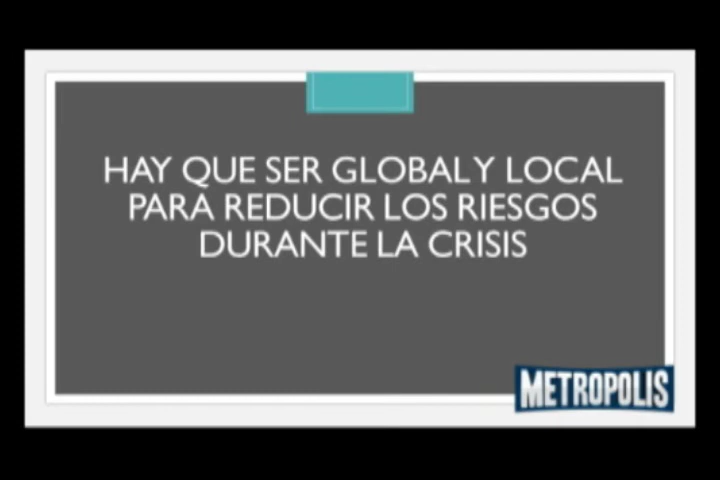 HAY QUE SER GLOBAL Y LOCAL
PARA REDUCIR LOS RIESGOS
DURANTE LA CRISIS
METROPOLIS